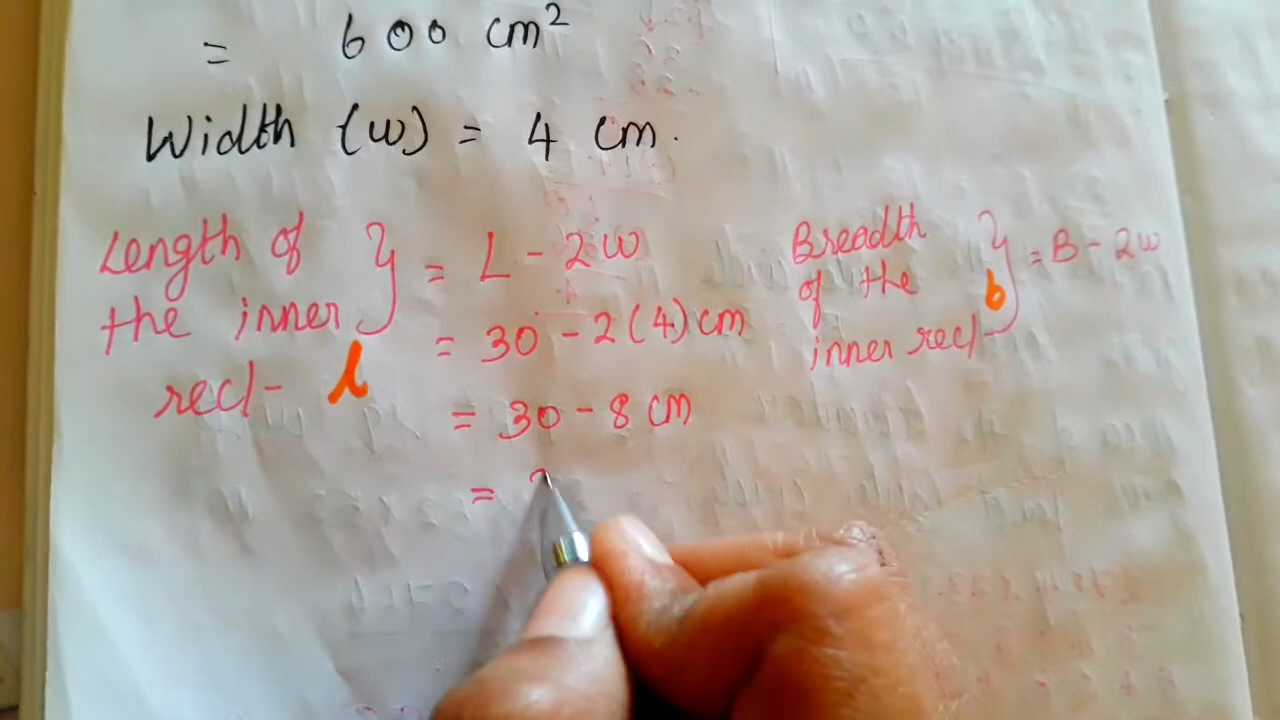 = 600 cm²
Width (w) = 4 cm.
Length of
the inner
rect- l
} = L - 2w
= 30 - 2(4) cm
= 30 - 8 cm
=
Breadth
of the
inner rect-
b } = B - 2w